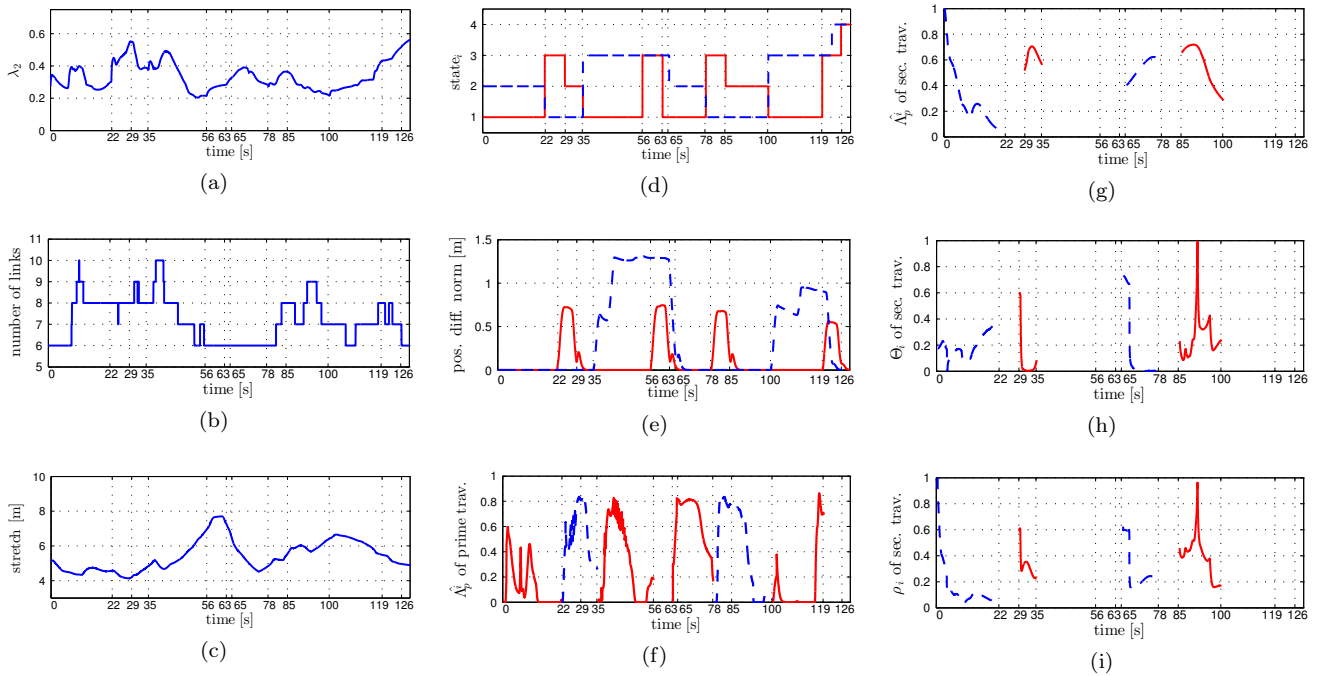 λ₂
0.6
0.4
0.2
0
0 22 29 35 56 63 65 78 85 100 119 126
time [s]
(a)
state_i
4
3
2
1
0 22 29 35 56 63 65 78 85 100 119 126
time [s]
(d)
Λ̂_p^i of sec. trav.
1
0.8
0.6
0.4
0.2
0
0 22 29 35 56 63 65 78 85 100 119 126
time [s]
(g)
number of links
11
10
9
8
7
6
5
0 22 29 35 56 63 65 78 85 100 119 126
time [s]
(b)
pos. diff. norm [m]
1.5
1
0.5
0
0 22 29 35 56 63 65 78 85 100 119 126
time [s]
(e)
Θ_i of sec. trav.
1
0.8
0.6
0.4
0.2
0
0 22 29 35 56 63 65 78 85 100 119 126
time [s]
(h)
stretch [m]
10
8
6
4
0 22 29 35 56 63 65 78 85 100 119 126
time [s]
(c)
Λ̂_p^i of prime trav.
1
0.8
0.6
0.4
0.2
0
0 22 29 35 56 63 65 78 85 100 119 126
time [s]
(f)
ρ_i of sec. trav.
1
0.8
0.6
0.4
0.2
0
0 22 29 35 56 63 65 78 85 100 119 126
time [s]
(i)